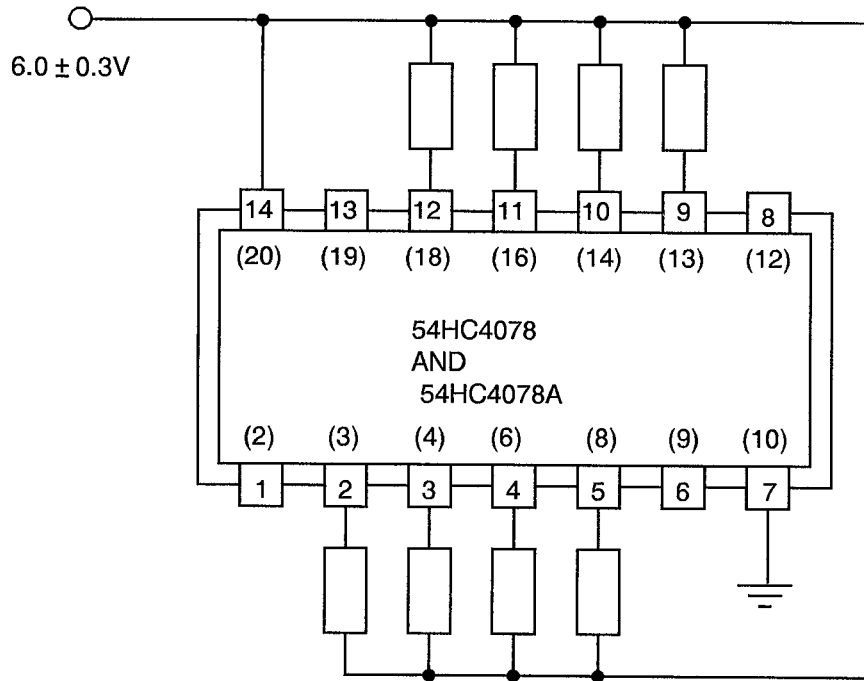 6.0 ± 0.3V
14 13 12 11 10 9 8
(20) (19) (18) (16) (14) (13) (12)
54HC4078
AND
54HC4078A
(2) (3) (4) (6) (8) (9) (10)
1 2 3 4 5 6 7